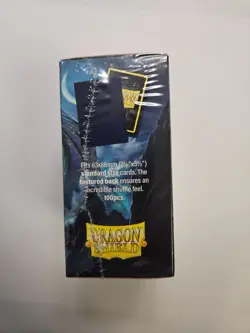 Fits 63x88mm (2½"x3½")
standard size cards. The
textured back ensures an
incredible shuffle feel.
100pcs.
DRAGON
SHIELD